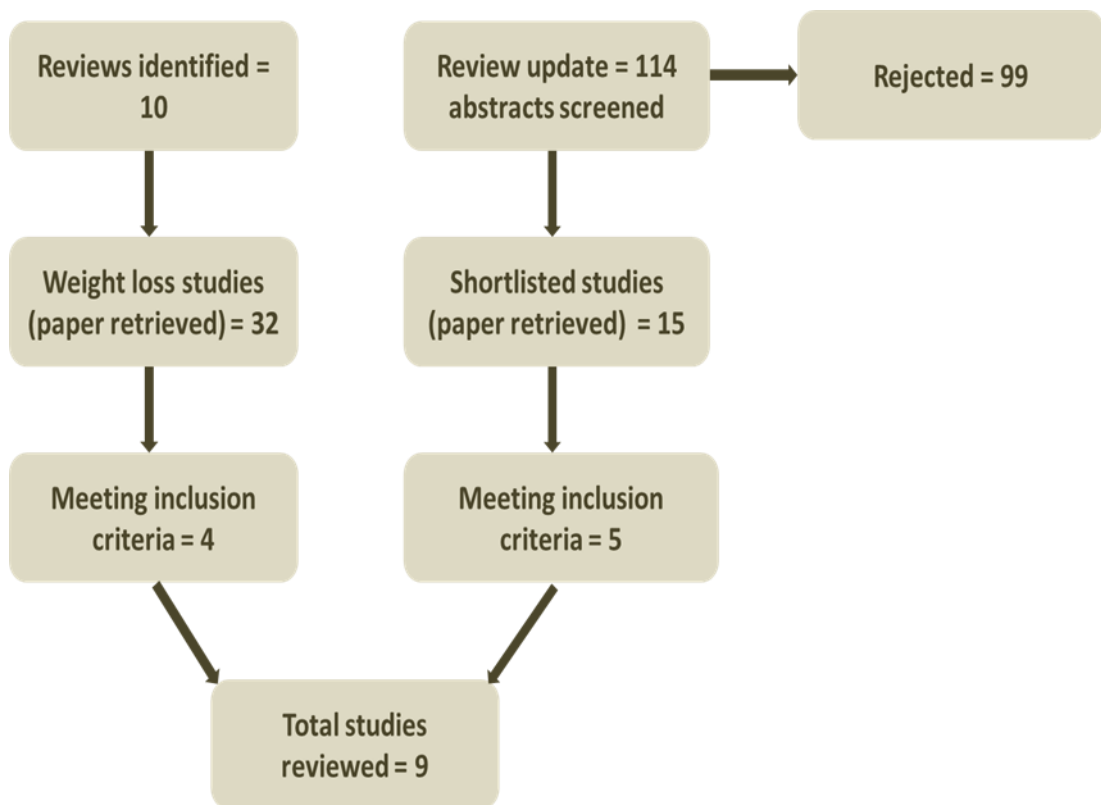 Reviews identified =
10
Review update = 114
abstracts screened
Rejected = 99
Weight loss studies
(paper retrieved) = 32
Shortlisted studies
(paper retrieved) = 15
Meeting inclusion
criteria = 4
Meeting inclusion
criteria = 5
Total studies
reviewed = 9